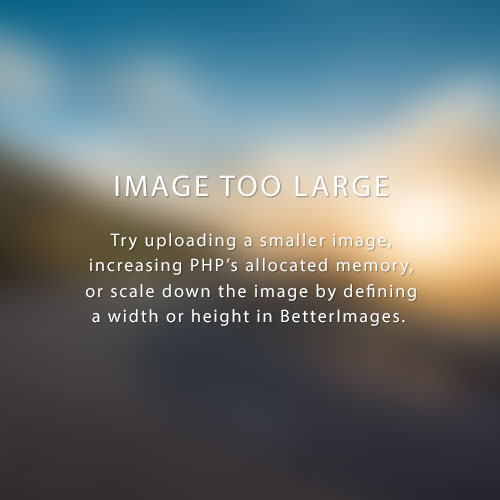 IMAGE TOO LARGE
Try uploading a smaller image,
increasing PHP's allocated memory,
or scale down the image by defining
a width or height in BetterImages.